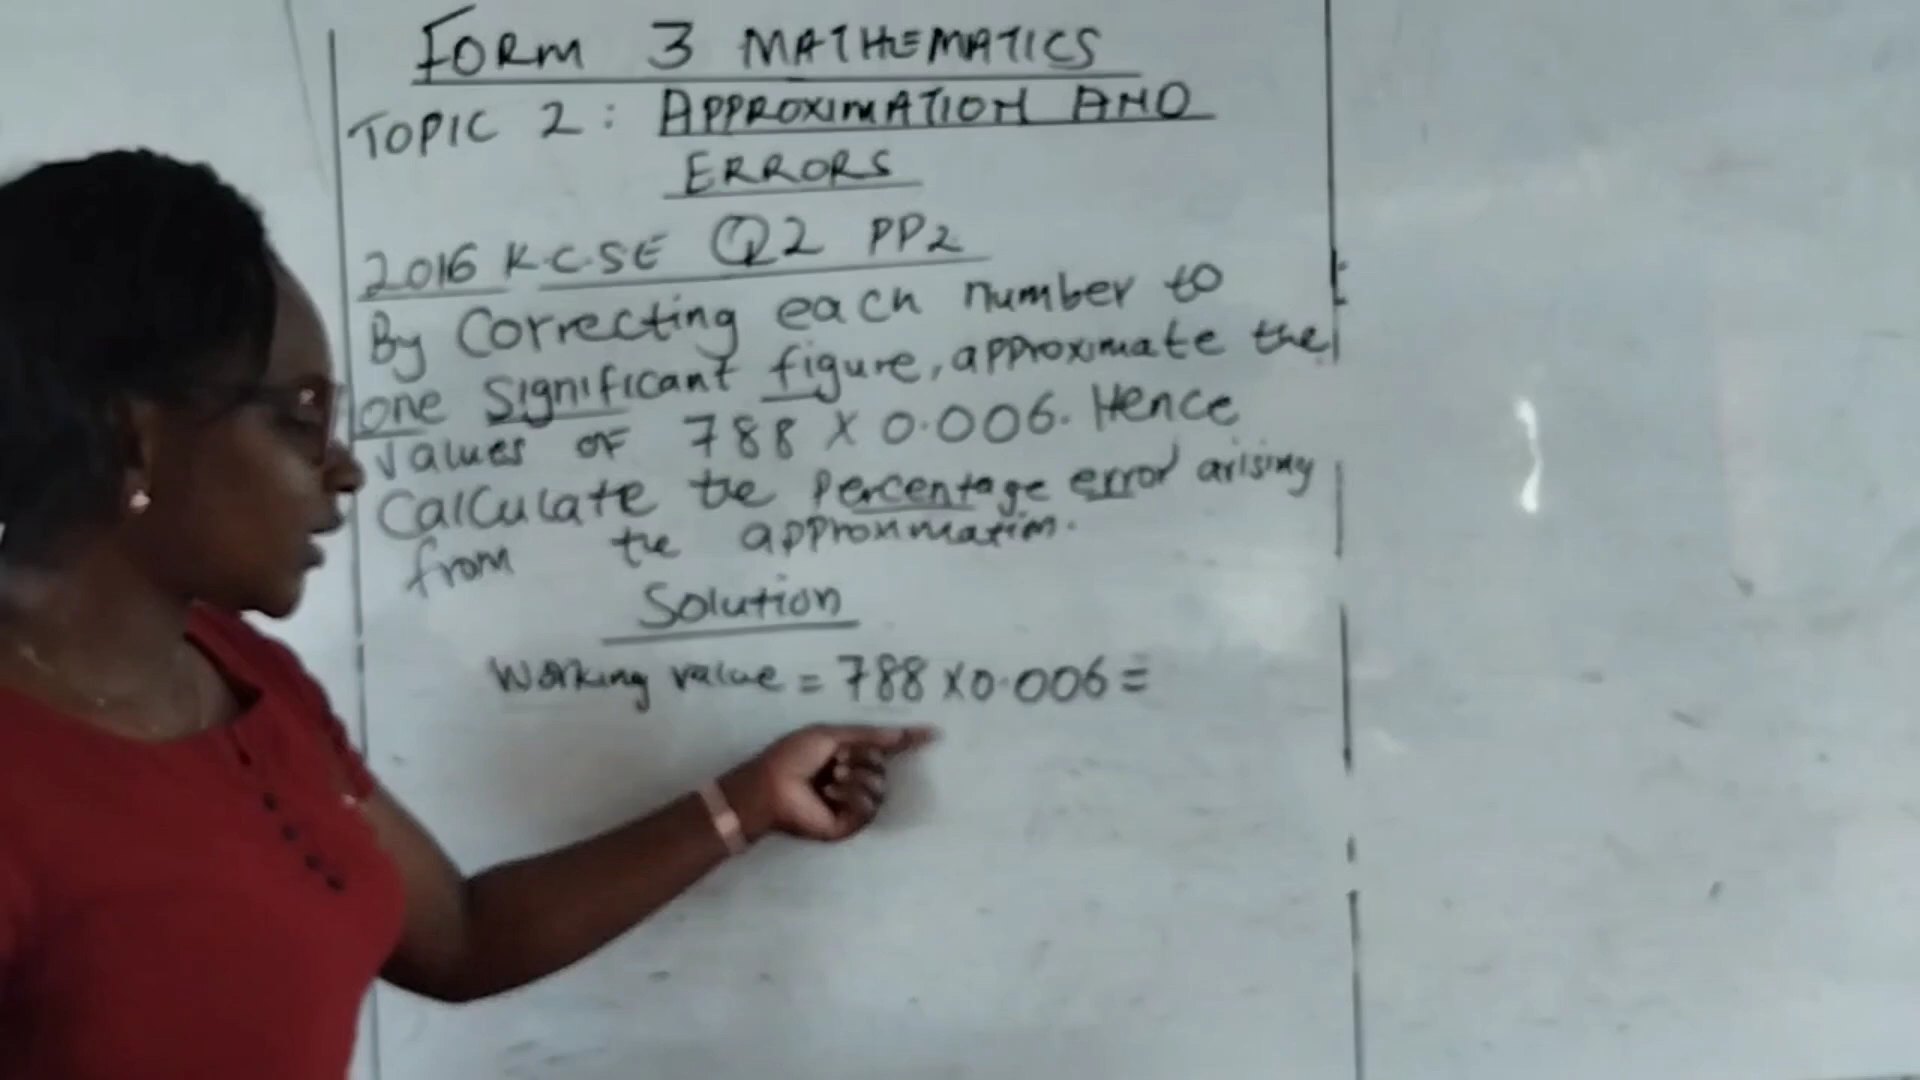 FORM 3 MATHEMATICS
TOPIC 2: APPROXIMATION AND
ERRORS
2016 K.C.SE Q2 PP2
By Correcting each number to
one Significant figure, approximate the
values of 788 X 0.006. Hence
Calculate the percentage error arising
from the approximation.
Solution
Working value = 788 X 0.006 =